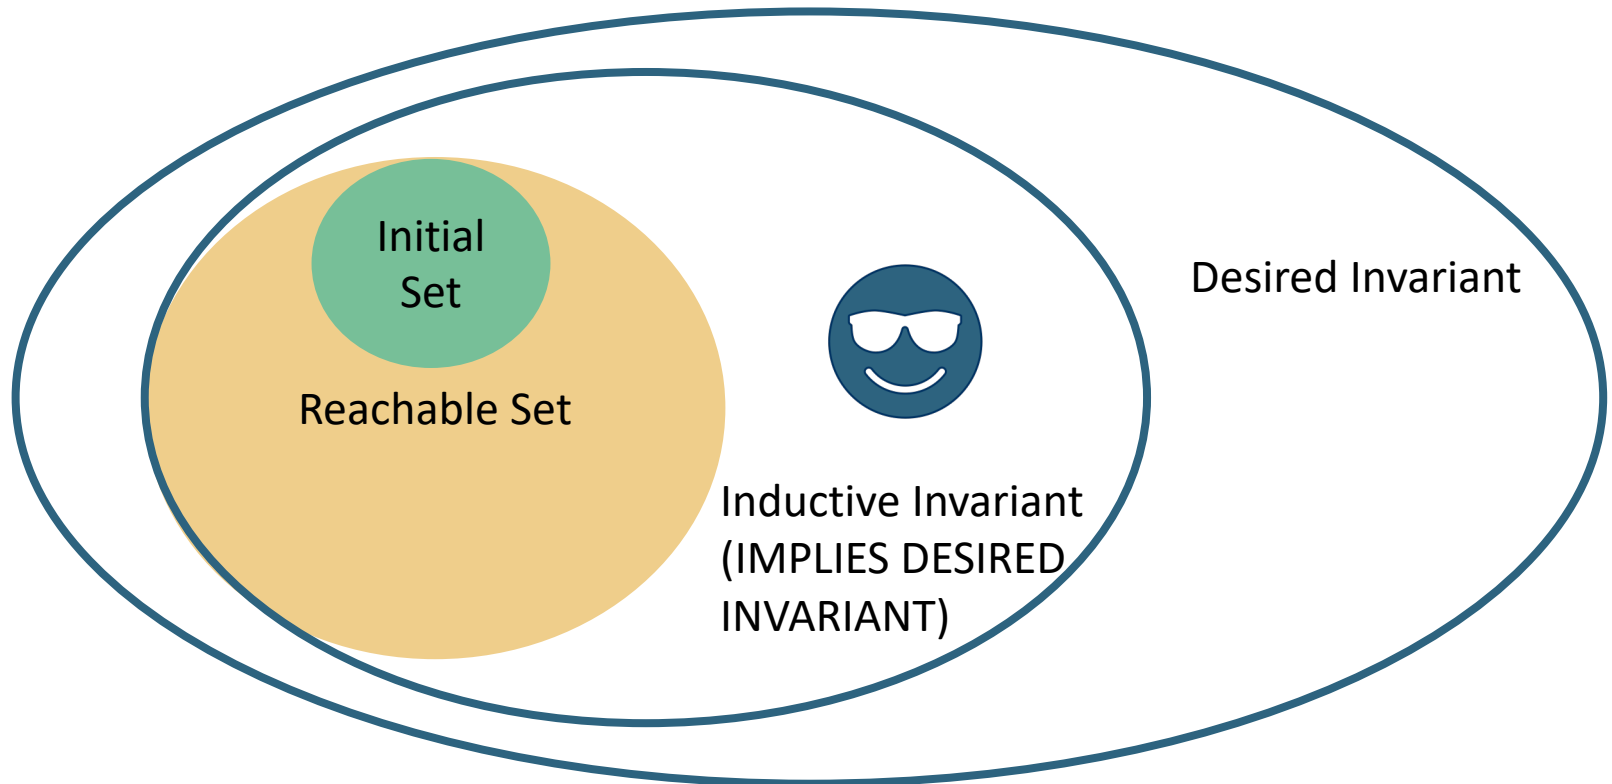 Initial
Set
Reachable Set
Desired Invariant
Inductive Invariant
(IMPLIES DESIRED
INVARIANT)